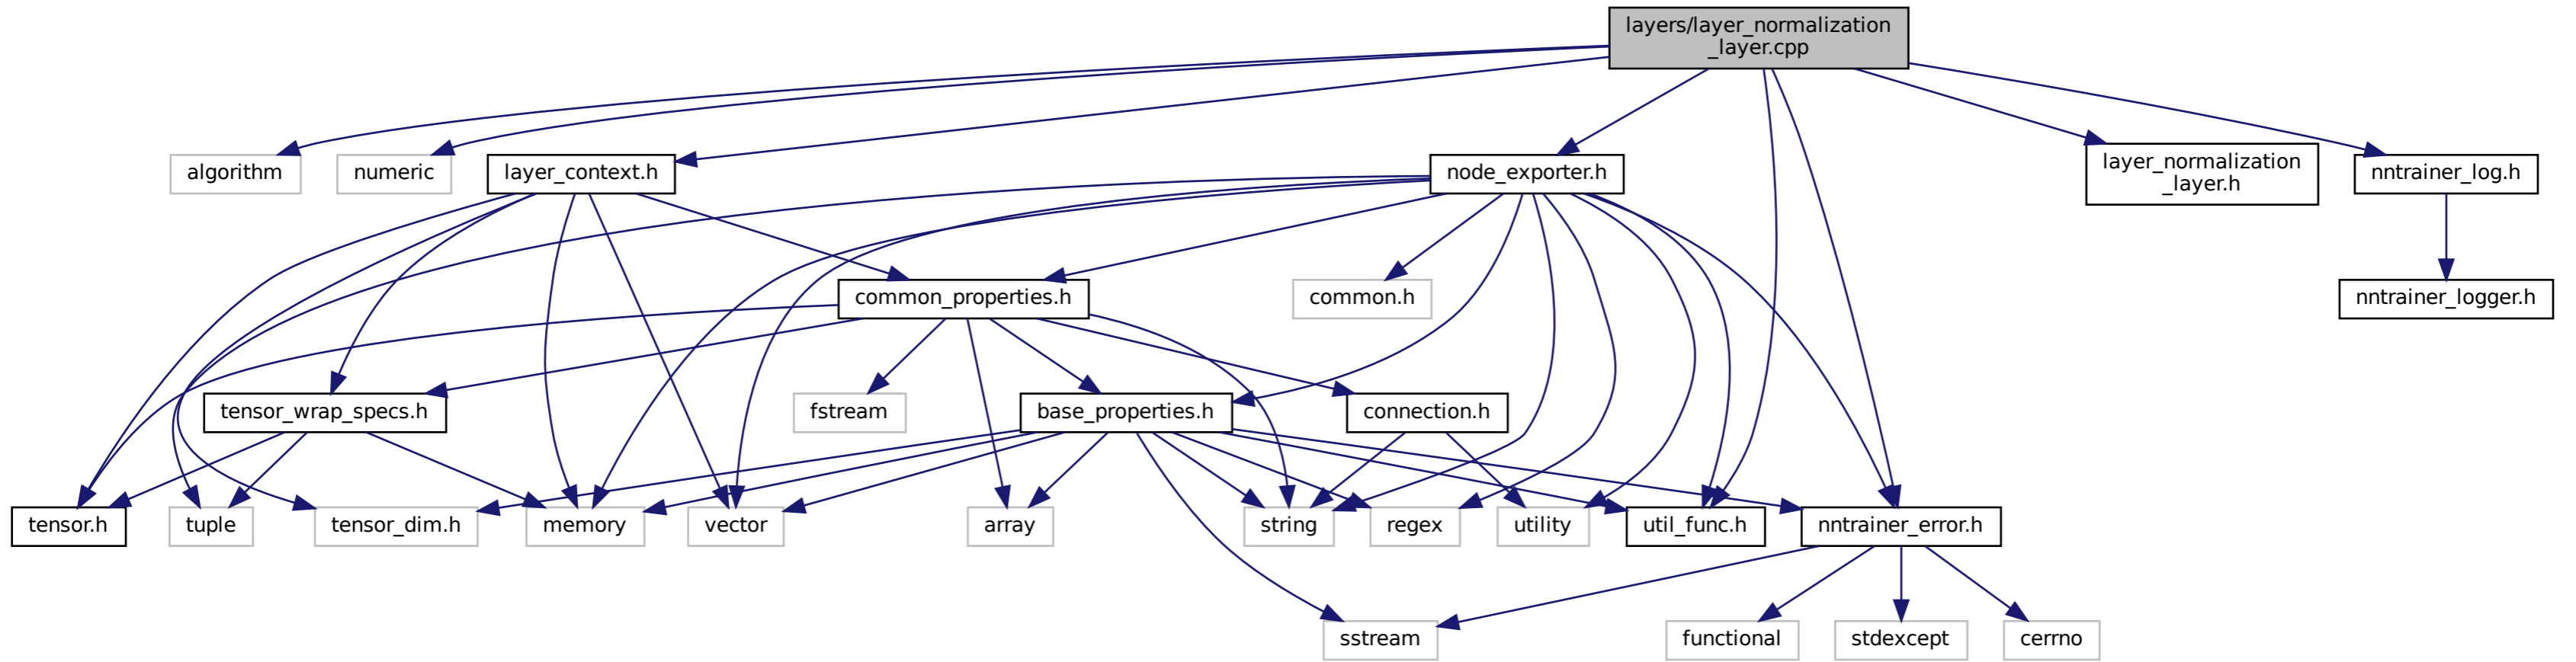 layers/layer_normalization
_layer.cpp
algorithm
numeric
layer_context.h
node_exporter.h
layer_normalization
_layer.h
nntrainer_log.h
common_properties.h
common.h
nntrainer_logger.h
tensor_wrap_specs.h
fstream
base_properties.h
connection.h
tensor.h
tuple
tensor_dim.h
memory
vector
array
string
regex
utility
util_func.h
nntrainer_error.h
sstream
functional
stdexcept
cerrno